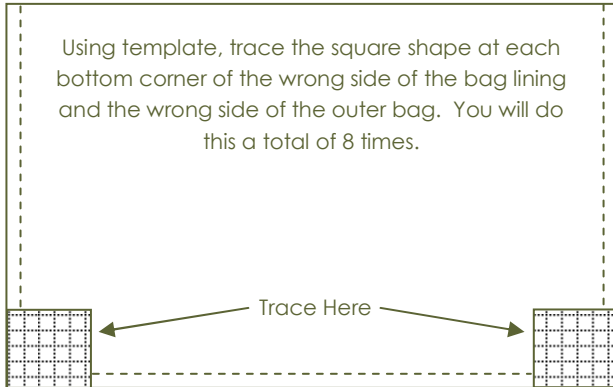 Using template, trace the square shape at each
bottom corner of the wrong side of the bag lining
and the wrong side of the outer bag.  You will do
this a total of 8 times.
Trace Here